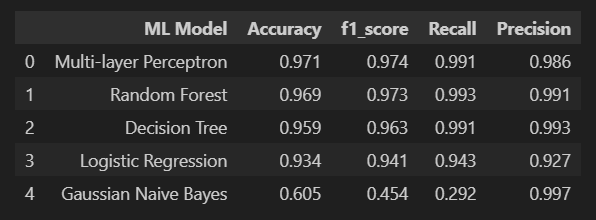 ML Model Accuracy f1_score Recall Precision
0 Multi-layer Perceptron 0.971 0.974 0.991 0.986
1 Random Forest 0.969 0.973 0.993 0.991
2 Decision Tree 0.959 0.963 0.991 0.993
3 Logistic Regression 0.934 0.941 0.943 0.927
4 Gaussian Naive Bayes 0.605 0.454 0.292 0.997